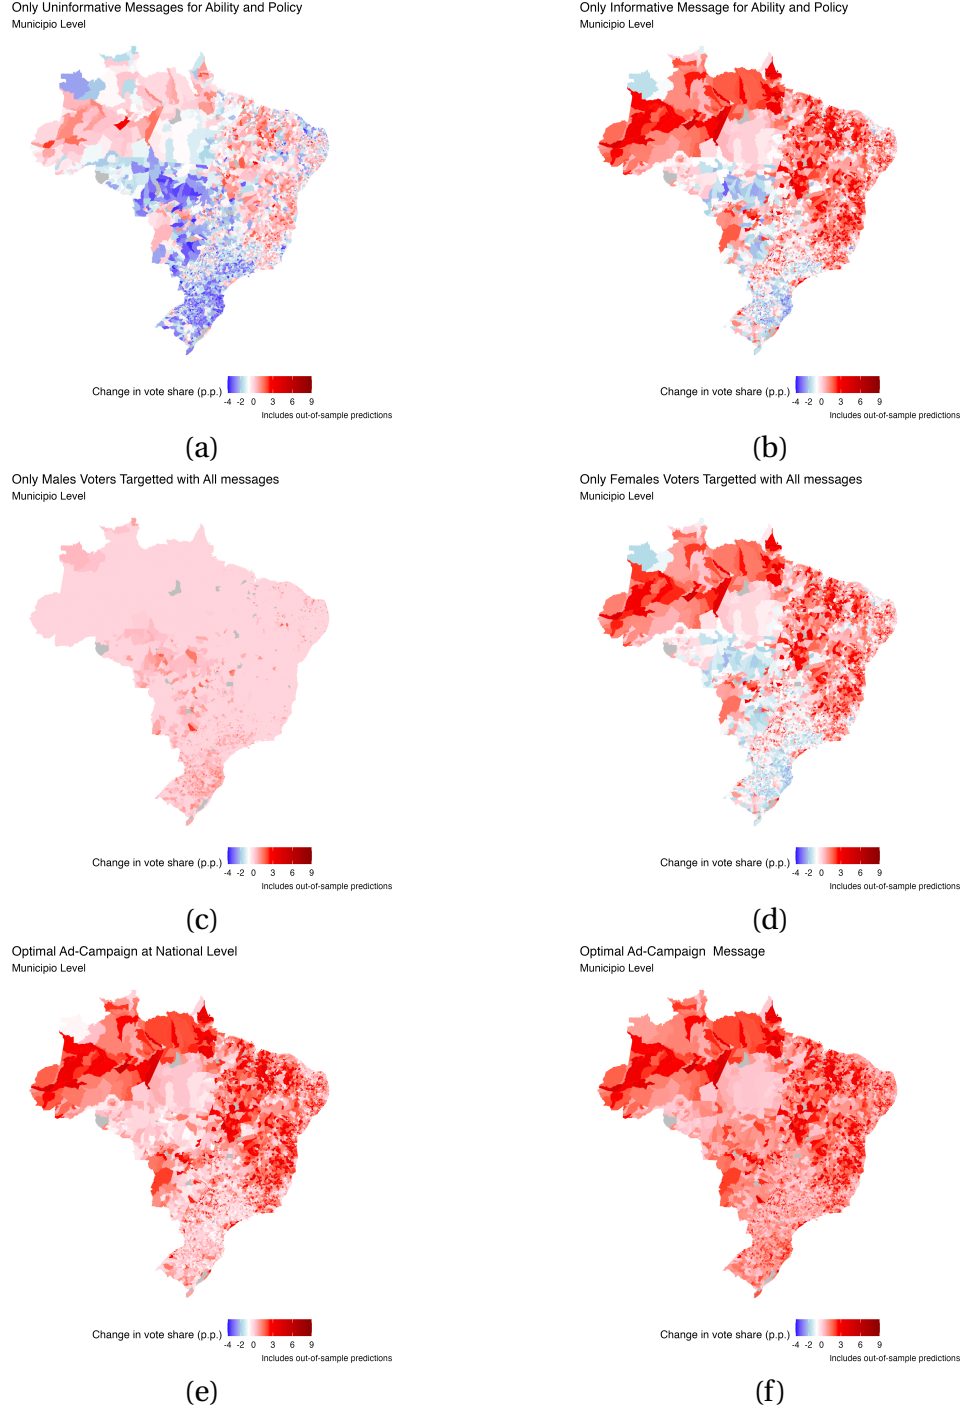 Only Uninformative Messages for Ability and Policy
Municipio Level
Change in vote share (p.p.)
-4 -2 0 3 6 9
Includes out-of-sample predictions
(a)
Only Informative Message for Ability and Policy
Municipio Level
Change in vote share (p.p.)
-4 -2 0 3 6 9
Includes out-of-sample predictions
(b)
Only Males Voters Targetted with All messages
Municipio Level
Change in vote share (p.p.)
-4 -2 0 3 6 9
Includes out-of-sample predictions
(c)
Only Females Voters Targetted with All messages
Municipio Level
Change in vote share (p.p.)
-4 -2 0 3 6 9
Includes out-of-sample predictions
(d)
Optimal Ad-Campaign at National Level
Municipio Level
Change in vote share (p.p.)
-4 -2 0 3 6 9
Includes out-of-sample predictions
(e)
Optimal Ad-Campaign  Message
Municipio Level
Change in vote share (p.p.)
-4 -2 0 3 6 9
Includes out-of-sample predictions
(f)